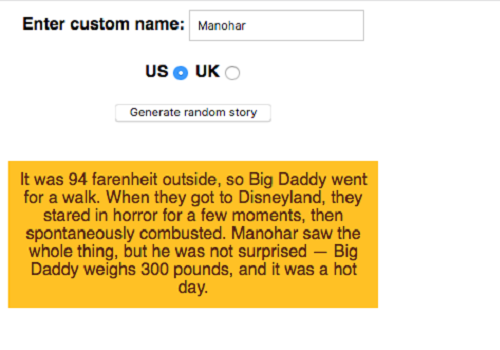 Enter custom name: Manohar
US UK
Generate random story
It was 94 farenheit outside, so Big Daddy went
for a walk. When they got to Disneyland, they
stared in horror for a few moments, then
spontaneously combusted. Manohar saw the
whole thing, but he was not surprised — Big
Daddy weighs 300 pounds, and it was a hot
day.